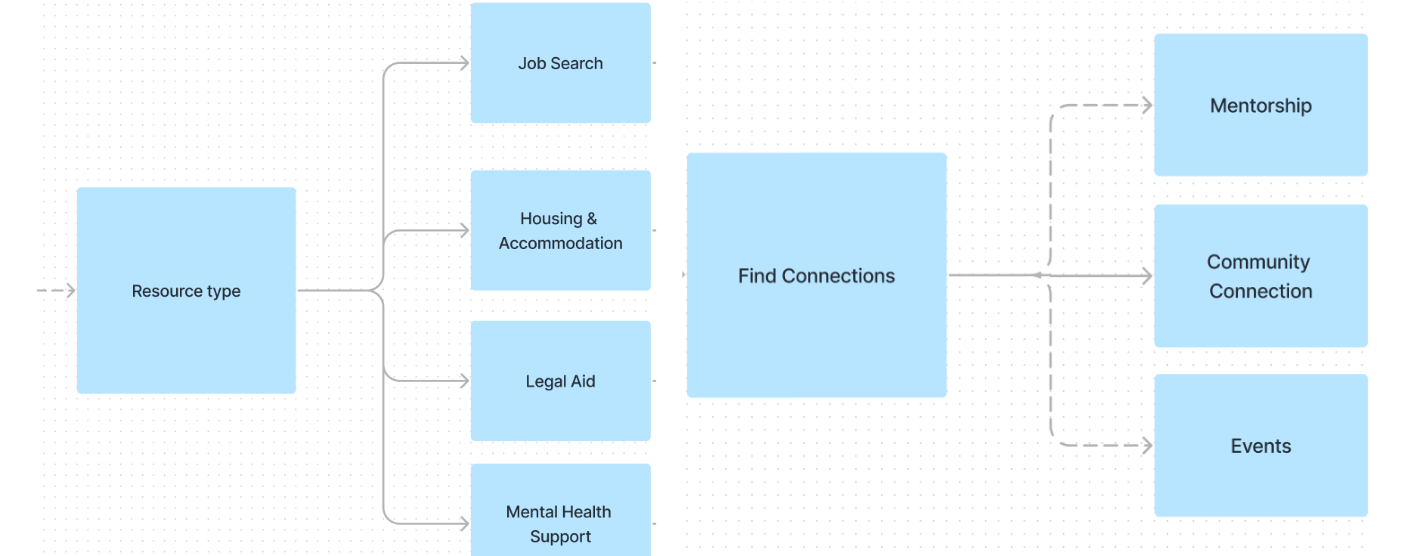 Resource type
Job Search
Housing &
Accommodation
Legal Aid
Mental Health
Support
Find Connections
Mentorship
Community
Connection
Events